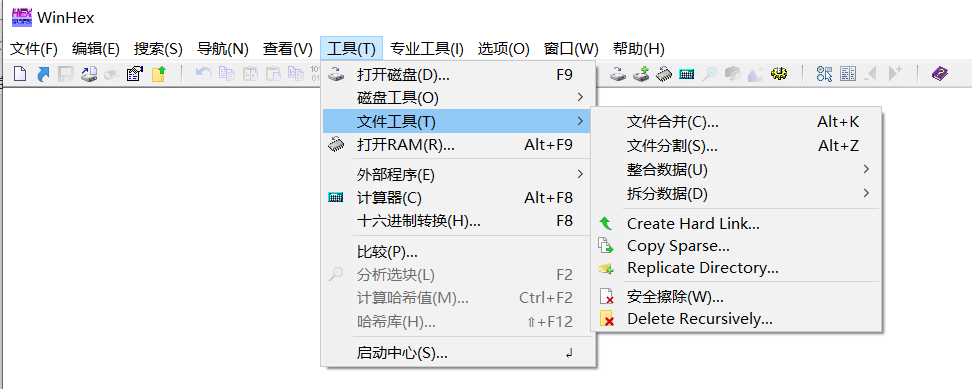 WinHex
文件(F) 编辑(E) 搜索(S) 导航(N) 查看(V) 工具(T) 专业工具(I) 选项(O) 窗口(W) 帮助(H)
打开磁盘(D)... F9
磁盘工具(O)
文件工具(T)
打开RAM(R)... Alt+F9
外部程序(E)
计算器(C) Alt+F8
十六进制转换(H)... F8
比较(P)...
分析选块(L) F2
计算哈希值(M)... Ctrl+F2
哈希库(H)... ⇑+F12
启动中心(S)... ↲
文件合并(C)... Alt+K
文件分割(S)... Alt+Z
整合数据(U)
拆分数据(D)
Create Hard Link...
Copy Sparse...
Replicate Directory...
安全擦除(W)...
Delete Recursively...